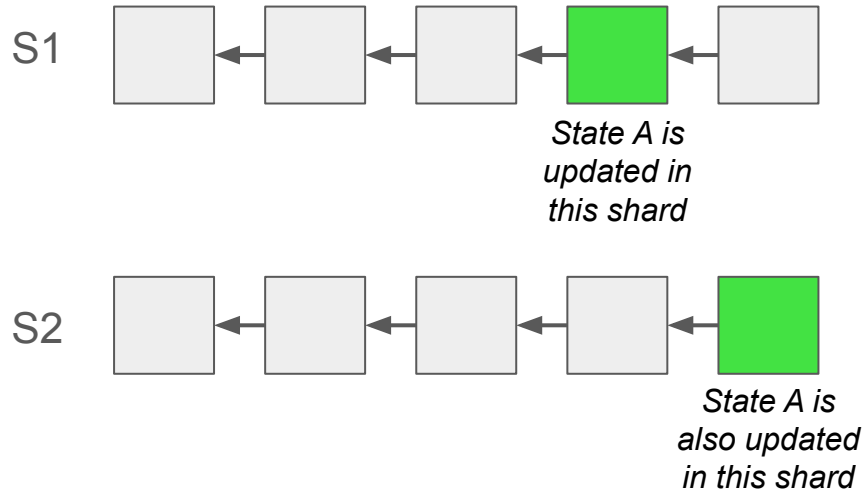 S1
State A is
updated in
this shard
S2
State A is
also updated
in this shard